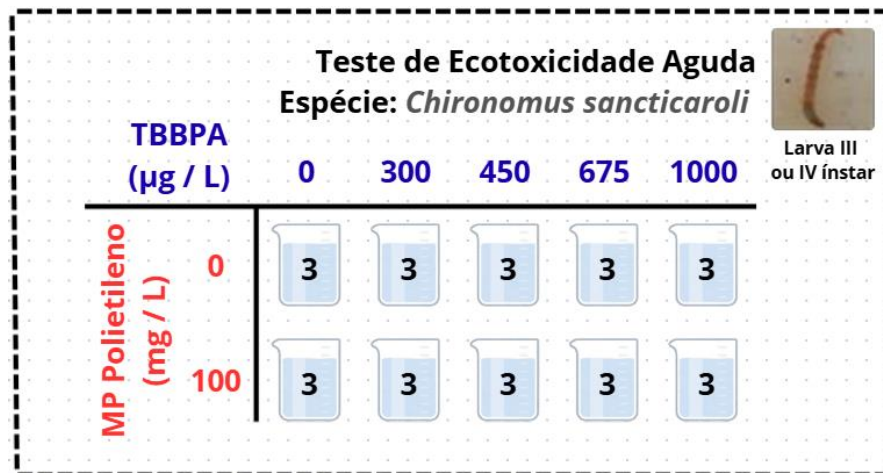 Teste de Ecotoxicidade Aguda
Espécie: Chironomus sancticaroli
Larva III
ou IV ínstar
TBBPA
(µg / L) 0 300 450 675 1000
MP Polietileno
(mg / L)
0 3 3 3 3 3
100 3 3 3 3 3